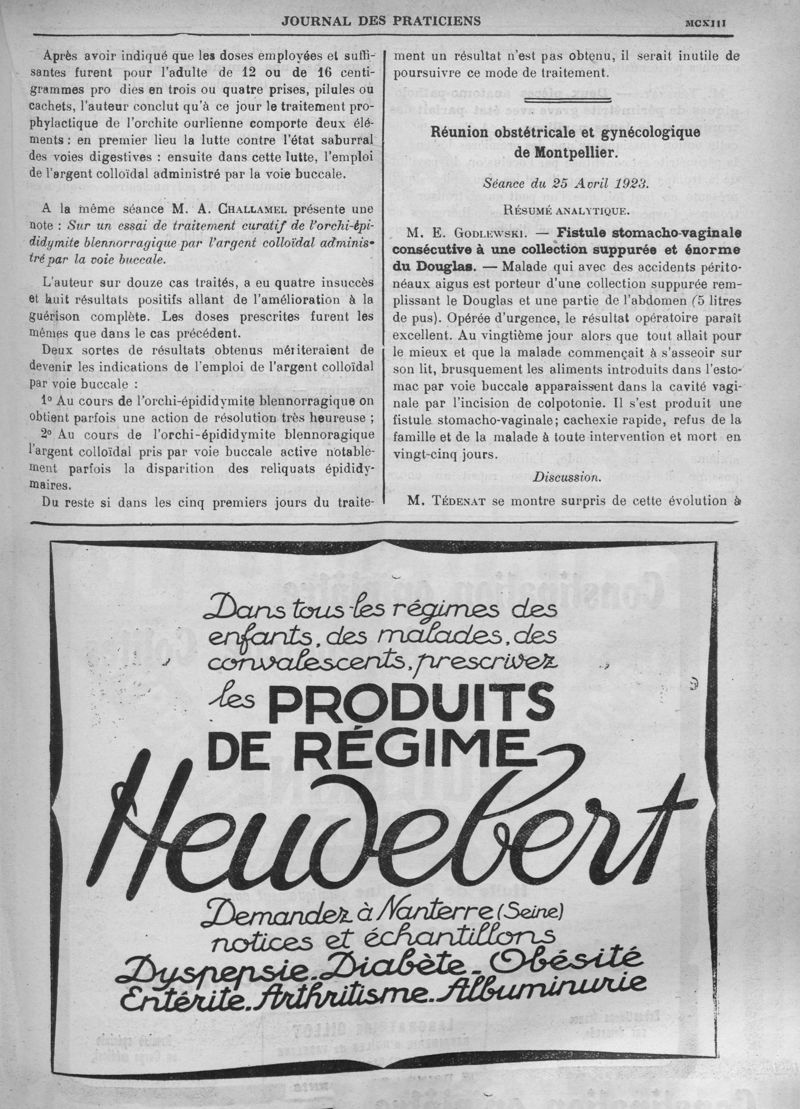 JOURNAL DES PRATICIENS
MCXIII
Après avoir indiqué que les doses employées et suffi-
santes furent pour l'adulte de 12 ou de 16 centi-
grammes pro dies en trois ou quatre prises, pilules ou
cachets, l'auteur conclut qu'à ce jour le traitement pro-
phylactique de l'orchite ourlienne comporte deux élé-
ments : en premier lieu la lutte contre l'état saburral
des voies digestives : ensuite dans cette lutte, l'emploi
de l'argent colloïdal administré par la voie buccale.
A la même séance M. A. CHALLAMEL présente une
note : Sur un essai de traitement curatif de l'orchi-épi-
didymite blennorragique par l'argent colloïdal adminis-
tré par la voie buccale.
L'auteur sur douze cas traités, a eu quatre insuccès
et huit résultats positifs allant de l'amélioration à la
guérison complète. Les doses prescrites furent les
mêmes que dans le cas précédent.
Deux sortes de résultats obtenus mériteraient de
devenir les indications de l'emploi de l'argent colloïdal
par voie buccale :
1º Au cours de l'orchi-épididymite blennorragique on
obtient parfois une action de résolution très heureuse ;
2º Au cours de l'orchi-épididymite blennoragique
l'argent colloïdal pris par voie buccale active notable-
ment parfois la disparition des reliquats épididy-
maires.
Du reste si dans les cinq premiers jours du traite-
ment un résultat n'est pas obtenu, il serait inutile de
poursuivre ce mode de traitement.
Réunion obstétricale et gynécologique
de Montpellier.
Séance du 25 Avril 1923.
RÉSUMÉ ANALYTIQUE.
M. E. GODLEWSKI. — Fistule stomacho-vaginale
consécutive à une collection suppurée et énorme
du Douglas. — Malade qui avec des accidents périto-
néaux aigus est porteur d'une collection suppurée rem-
plissant le Douglas et une partie de l'abdomen (5 litres
de pus). Opérée d'urgence, le résultat opératoire paraît
excellent. Au vingtième jour alors que tout allait pour
le mieux et que la malade commençait à s'asseoir sur
son lit, brusquement les aliments introduits dans l'esto-
mac par voie buccale apparaissent dans la cavité vagi-
nale par l'incision de colpotonie. Il s'est produit une
fistule stomacho-vaginale; cachexie rapide, refus de la
famille et de la malade à toute intervention et mort en
vingt-cinq jours.
Discussion.
M. TÉDENAT se montre surpris de cette évolution à
Dans tous les régimes des
enfants, des malades, des
convalescents, prescrivez
les PRODUITS
DE RÉGIME
Heudebert
Demandez à Nanterre (Seine)
notices et échantillons
Dyspepsie - Diabète - Obésité
Entérite - Arthritisme - Albuminurie